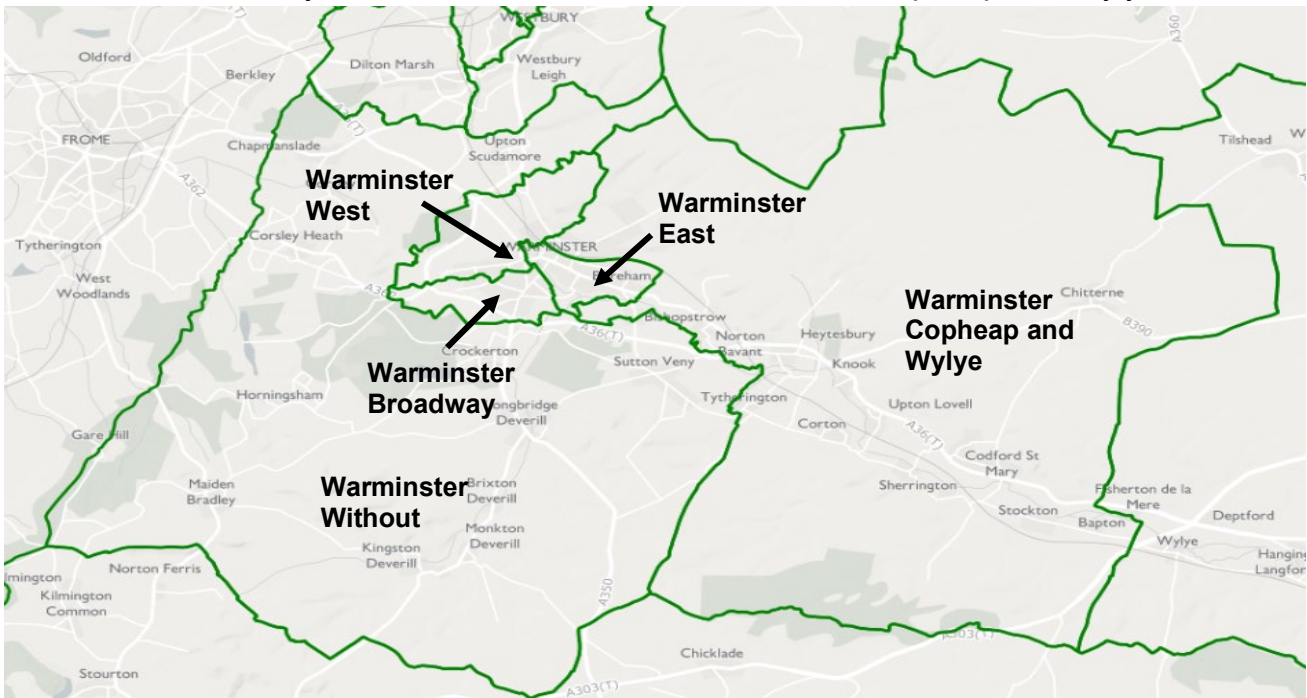 WESTBURY
A360
Oldford
Dilton Marsh
Westbury
Leigh
Berkley
FROME
Chapmanslade
Upton
Scudamore
Tilshead
A362
Warminster
West
Warminster
East
Tytherington
Corsley Heath
WARMINSTER
West
Woodlands
Warminster
Copheap and
Wylye
Chitterne
B390
Bishopstrow
A36(T)
Norton
Bavant
Heytesbury
Crockerton
Sutton Veny
Knook
Warminster
Broadway
Horningsham
Longbridge
Deverill
Tytherington
Upton Lovell
Corton
A36(T)
Gare Hill
Codford St
Mary
Maiden
Bradley
Warminster
Without
Brixton
Deverill
Sherrington
Fisherton de la
Mere
Stockton
Deptford
Bapton
Monkton
Deverill
Wylye
Kingston
Deverill
Hanging
Langfor
Norton Ferris
A350
Kilmington
Common
Chicklade
Stourton
A303(T)